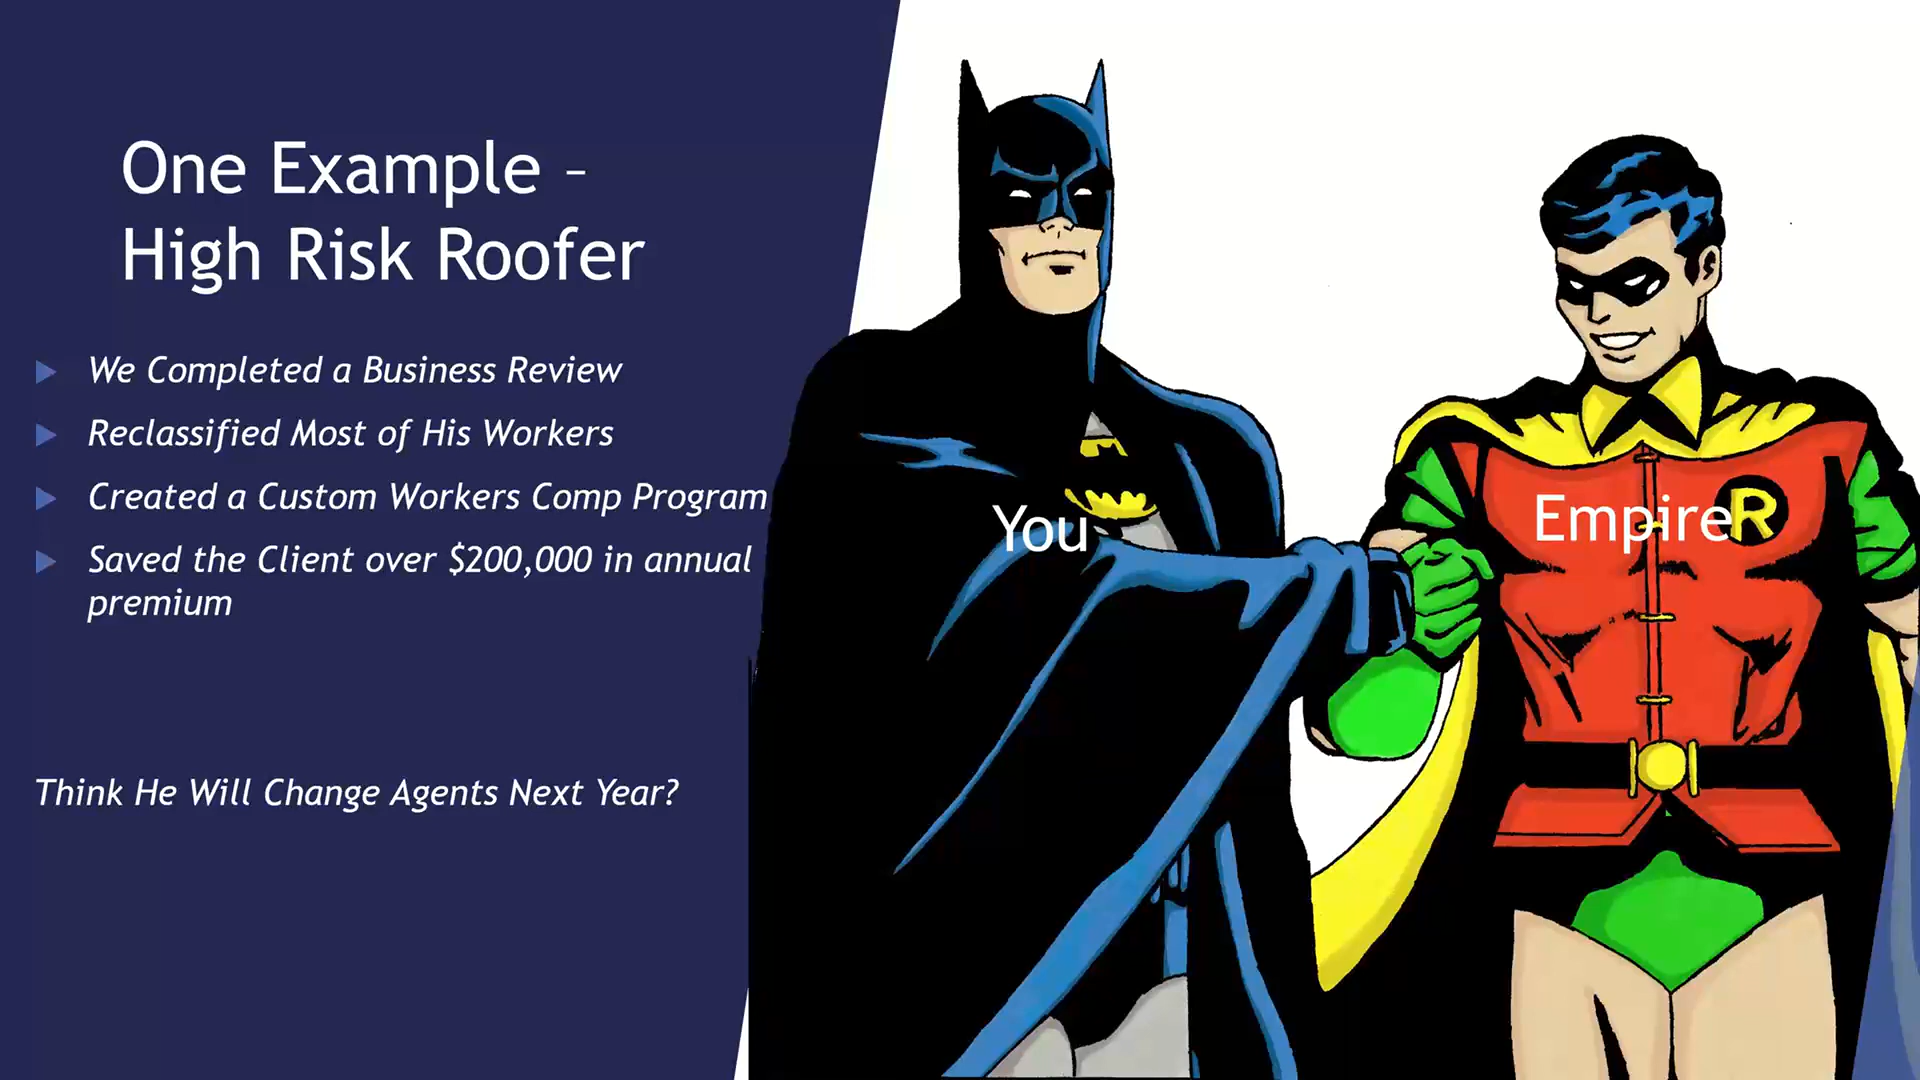 One Example –
High Risk Roofer
We Completed a Business Review
Reclassified Most of His Workers
Created a Custom Workers Comp Program
Saved the Client over $200,000 in annual
premium
Think He Will Change Agents Next Year?
You
Empire
R